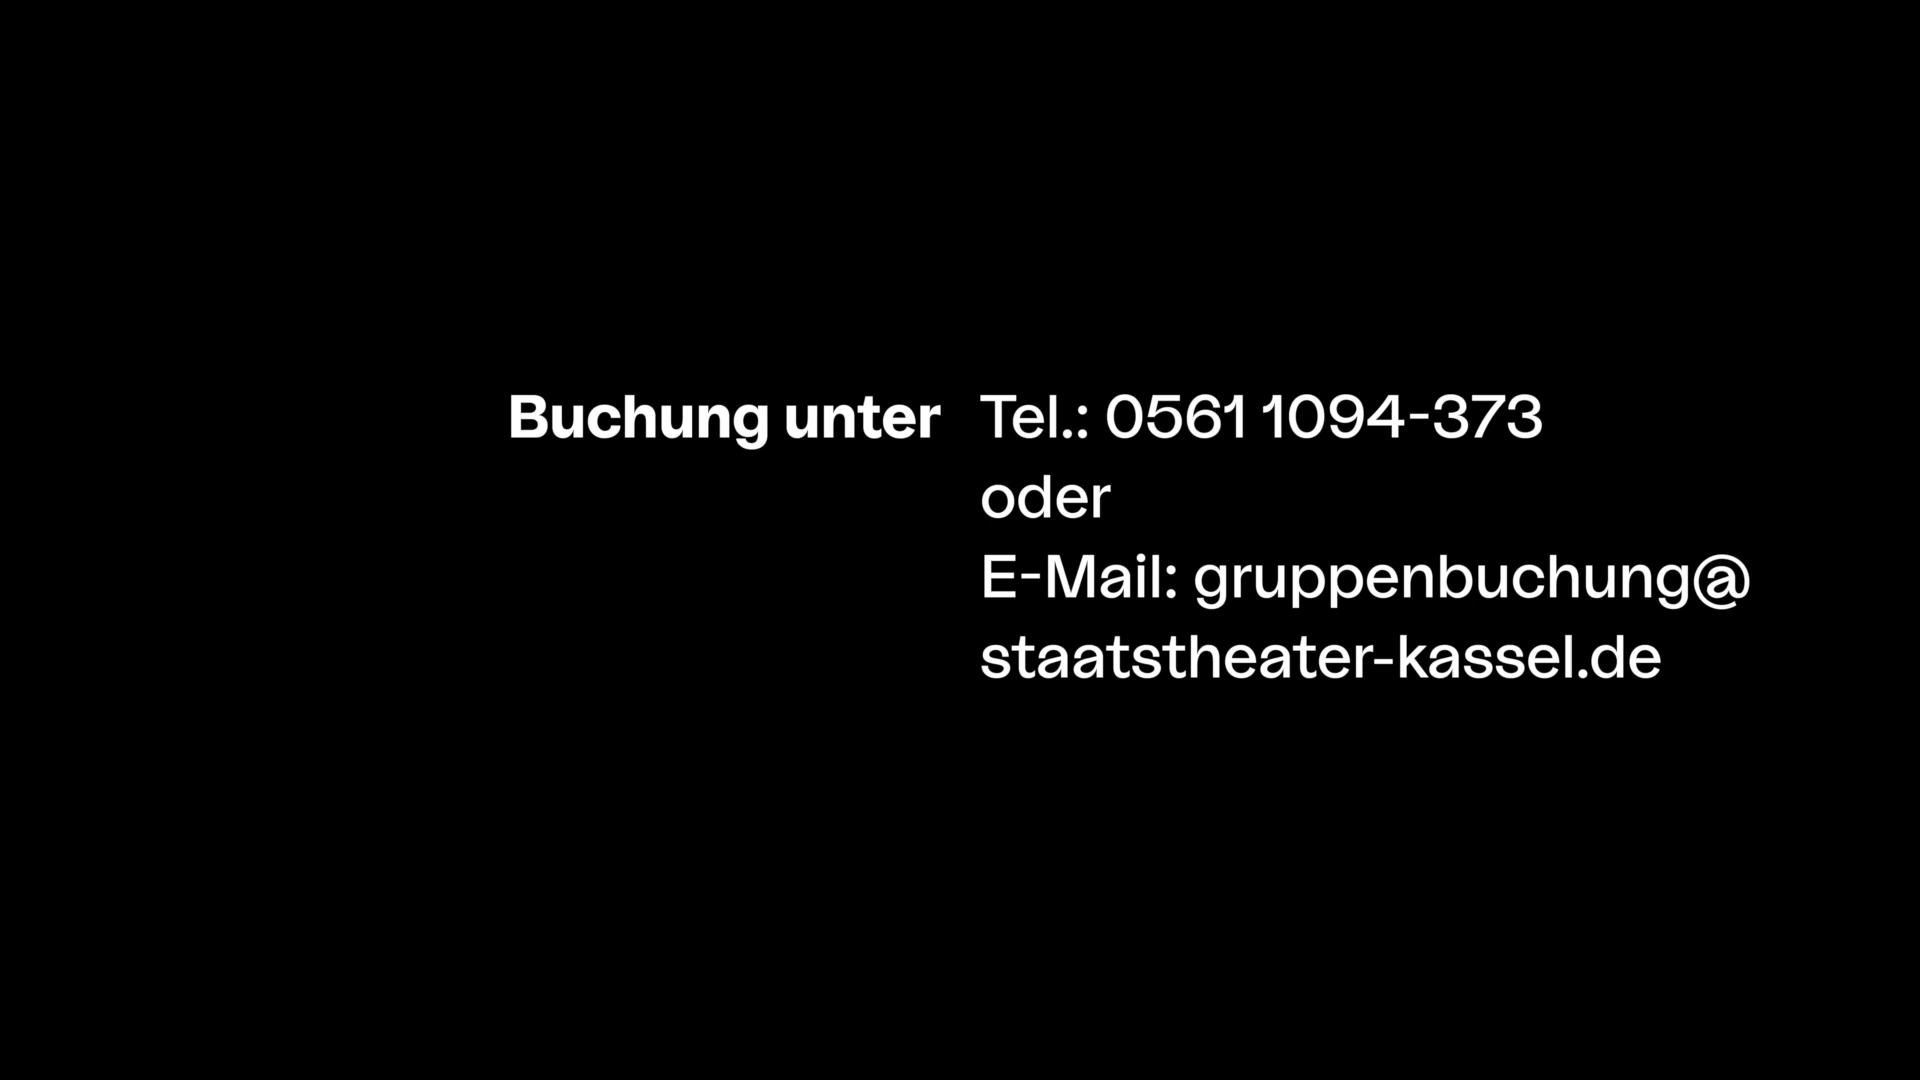 Buchung unter Tel.: 0561 1094-373
oder
E-Mail: gruppenbuchung@
staatstheater-kassel.de